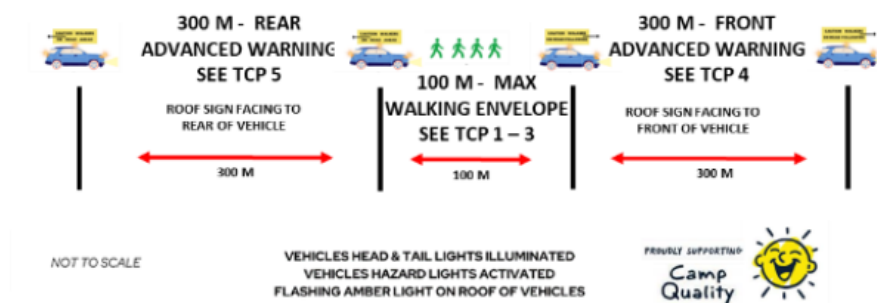 300 M - REAR
ADVANCED WARNING
SEE TCP 5
ROOF SIGN FACING TO
REAR OF VEHICLE
300 M
100 M - MAX
WALKING ENVELOPE
SEE TCP 1 – 3
100 M
300 M - FRONT
ADVANCED WARNING
SEE TCP 4
ROOF SIGN FACING TO
FRONT OF VEHICLE
300 M
NOT TO SCALE
VEHICLES HEAD & TAIL LIGHTS ILLUMINATED
VEHICLES HAZARD LIGHTS ACTIVATED
FLASHING AMBER LIGHT ON ROOF OF VEHICLES
PROUDLY SUPPORTING
Camp
Quality